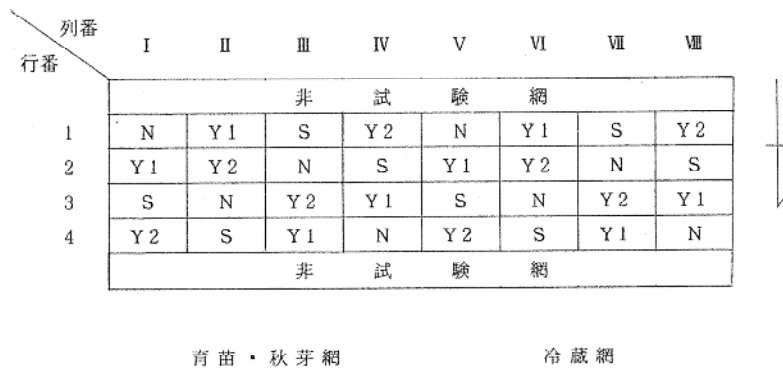 列番
I II III IV V VI VII VIII
行番
非試験網
1 N Y1 S Y2 N Y1 S Y2
2 Y1 Y2 N S Y1 Y2 N S
3 S N Y2 Y1 S N Y2 Y1
4 Y2 S Y1 N Y2 S Y1 N
非試験網
育苗・秋芽網 冷蔵網